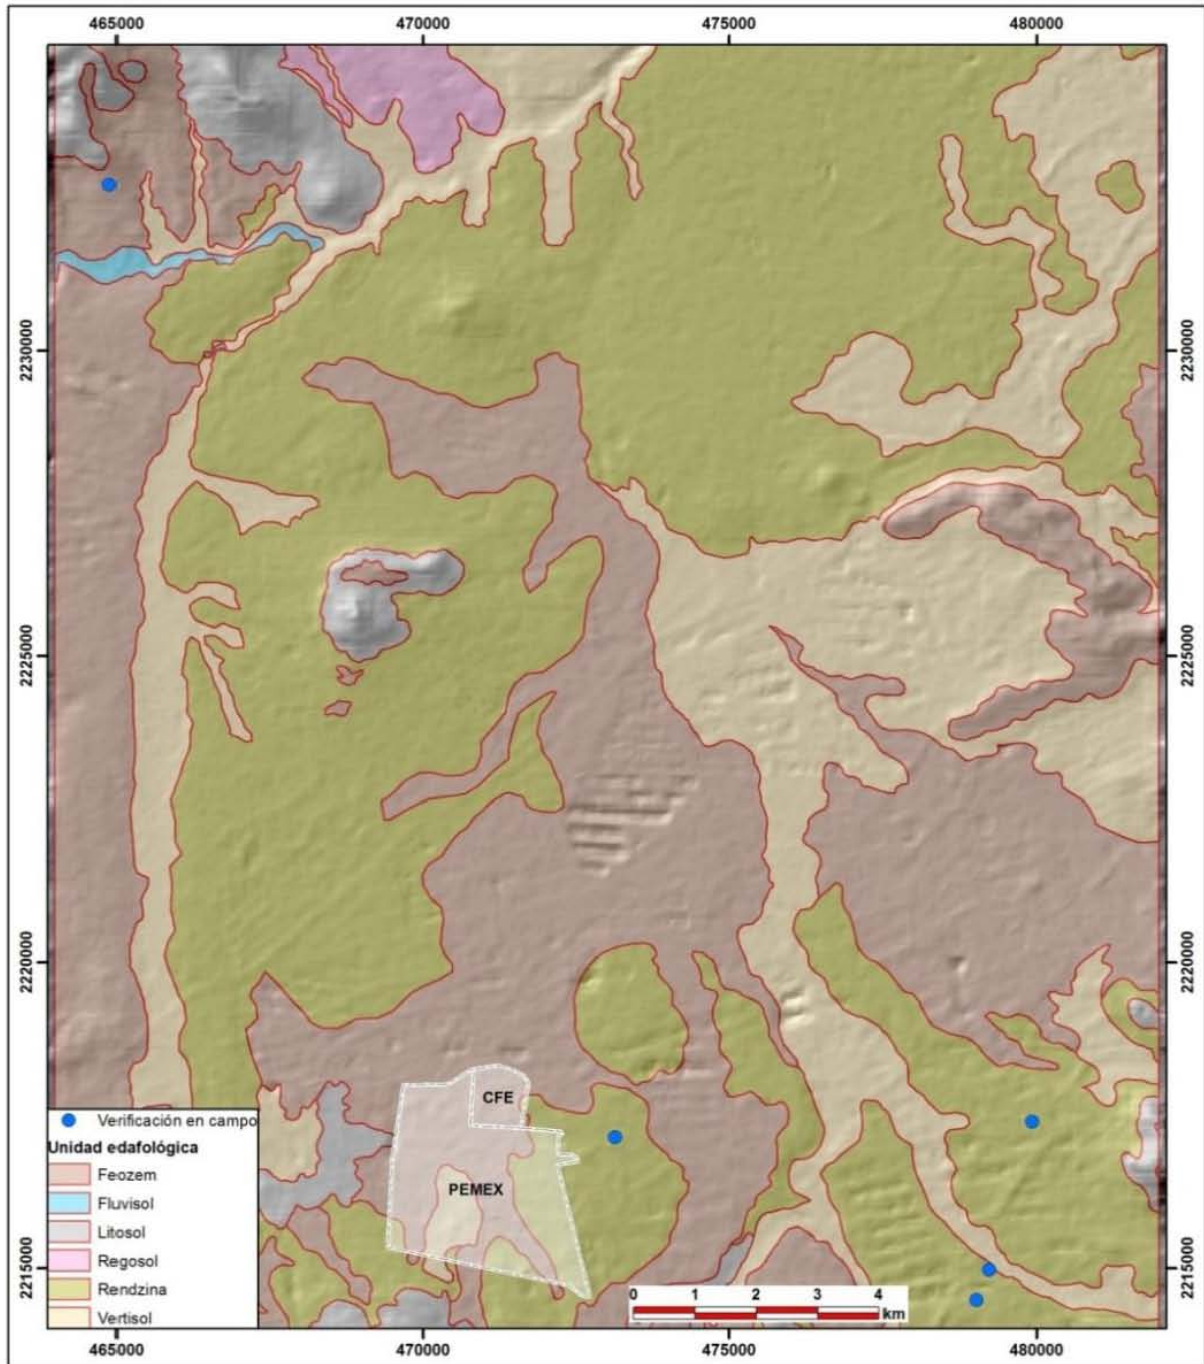 465000 470000 475000 480000
2230000 2230000
2225000 2225000
2220000 2220000
CFE
PEMEX
2215000 2215000
Verificación en campo
Unidad edafológica
Feozem
Fluvisol
Litosol
Regosol
Rendzina
Vertisol
0 1 2 3 4
km
465000 470000 475000 480000